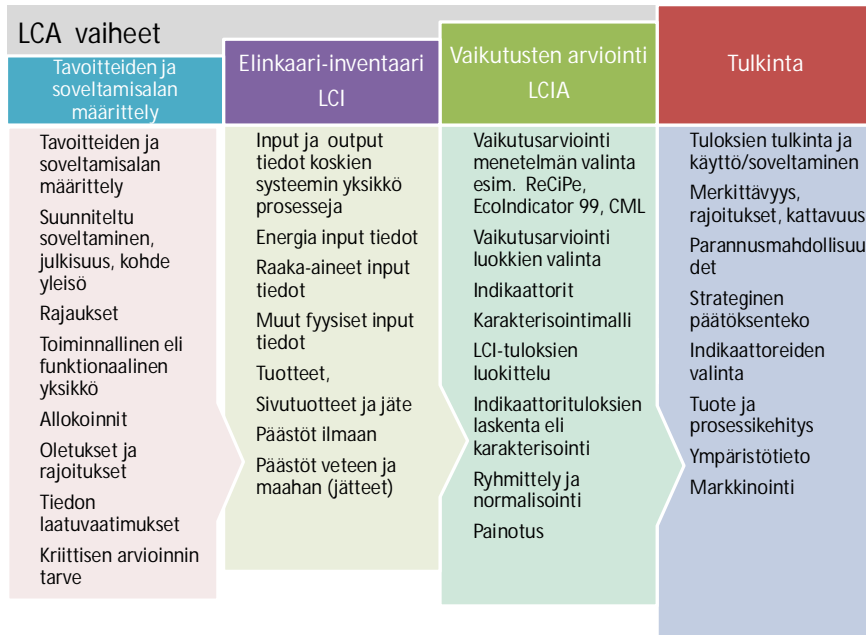 LCA vaiheet
Tavoitteiden ja
soveltamisalan
määrittely
Tavoitteiden ja
soveltamisalan
määrittely
Suunniteltu
soveltaminen,
julkisuus, kohde
yleisö
Rajaukset
Toiminnallinen eli
funktionaalinen
yksikkö
Allokoinnit
Oletukset ja
rajoitukset
Tiedon
laatuvaatimukset
Kriittisen arvioinnin
tarve
Elinkaari-inventaari
LCI
Input ja output
tiedot koskien
systeemin yksikkö
prosesseja
Energia input tiedot
Raaka-aineet input
tiedot
Muut fyysiset input
tiedot
Tuotteet,
Sivutuotteet ja jäte
Päästöt ilmaan
Päästöt veteen ja
maahan (jätteet)
Vaikutusten arviointi
LCIA
Vaikutusarviointi
menetelmän valinta
esim. ReCiPe,
EcoIndicator 99, CML
Vaikutusarviointi
luokkien valinta
Indikaattorit
Karakterisointimalli
LCI-tuloksien
luokittelu
Indikaattorituloksien
laskenta eli
karakterisointi
Ryhmittely ja
normalisointi
Painotus
Tulkinta
Tuloksien tulkinta ja
käyttö/soveltaminen
Merkittävyys,
rajoitukset, kattavuus
Parannusmahdollisuu
det
Strateginen
päätöksenteko
Indikaattoreiden
valinta
Tuote ja
prosessikehitys
Ympäristötieto
Markkinointi